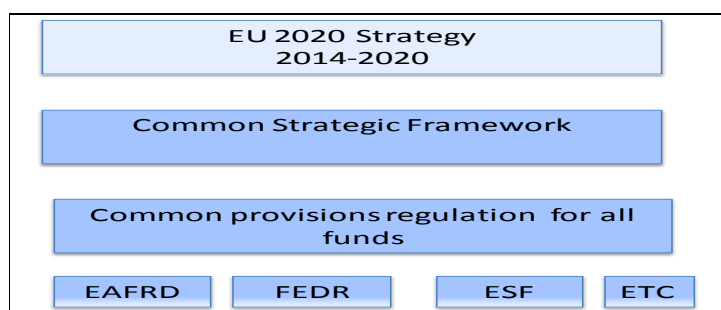 EU 2020 Strategy
2014-2020
Common Strategic Framework
Common provisions regulation for all
funds
EAFRD FEDR ESF ETC